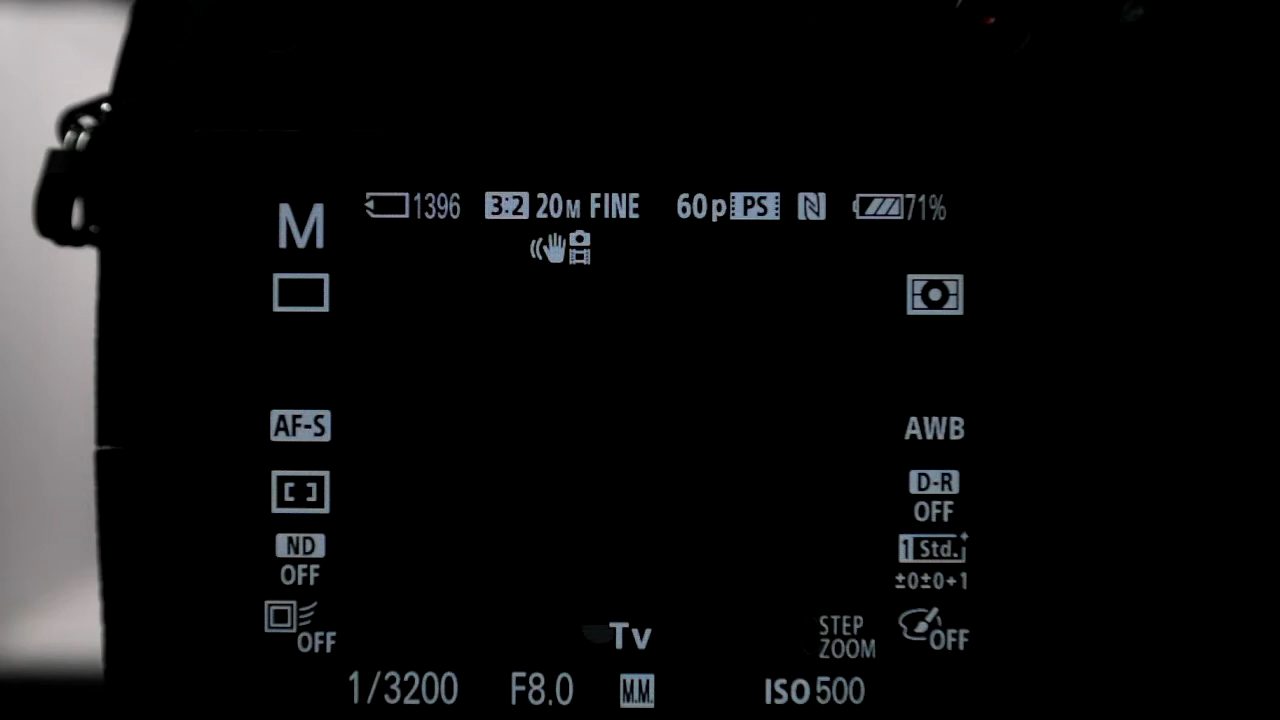 M 1396 3:2 20M FINE 60p PS N 71%
AF-S AWB
D-R
OFF
ND 1 Std.+
OFF ±0±0+1
OFF Tv STEP ZOOM OFF
1/3200 F8.0 M.M. ISO 500